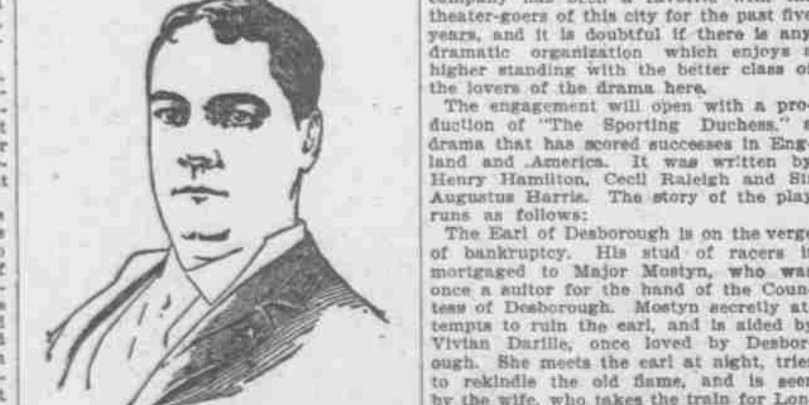 theater-goers of this city for the past five
years, and it is doubtful if there is any
dramatic organization which enjoys a
higher standing with the better class of
the lovers of the drama here.
The engagement will open with a pro-
duction of "The Sporting Duchess," a
drama that has scored successes in Eng-
land and America. It was written by
Henry Hamilton, Cecil Raleigh and Sir
Augustus Harris. The story of the play
runs as follows:
The Earl of Desborough is on the verge
of bankruptcy. His stud of racers is
mortgaged to Major Mostyn, who was
once a suitor for the hand of the Coun-
tess of Desborough. Mostyn secretly at-
tempts to ruin the earl, and is aided by
Vivian Darille, once loved by Desbor-
ough. She meets the earl at night, tries
to rekindle the old flame, and is seen
by the wife, who takes the train for Lon-